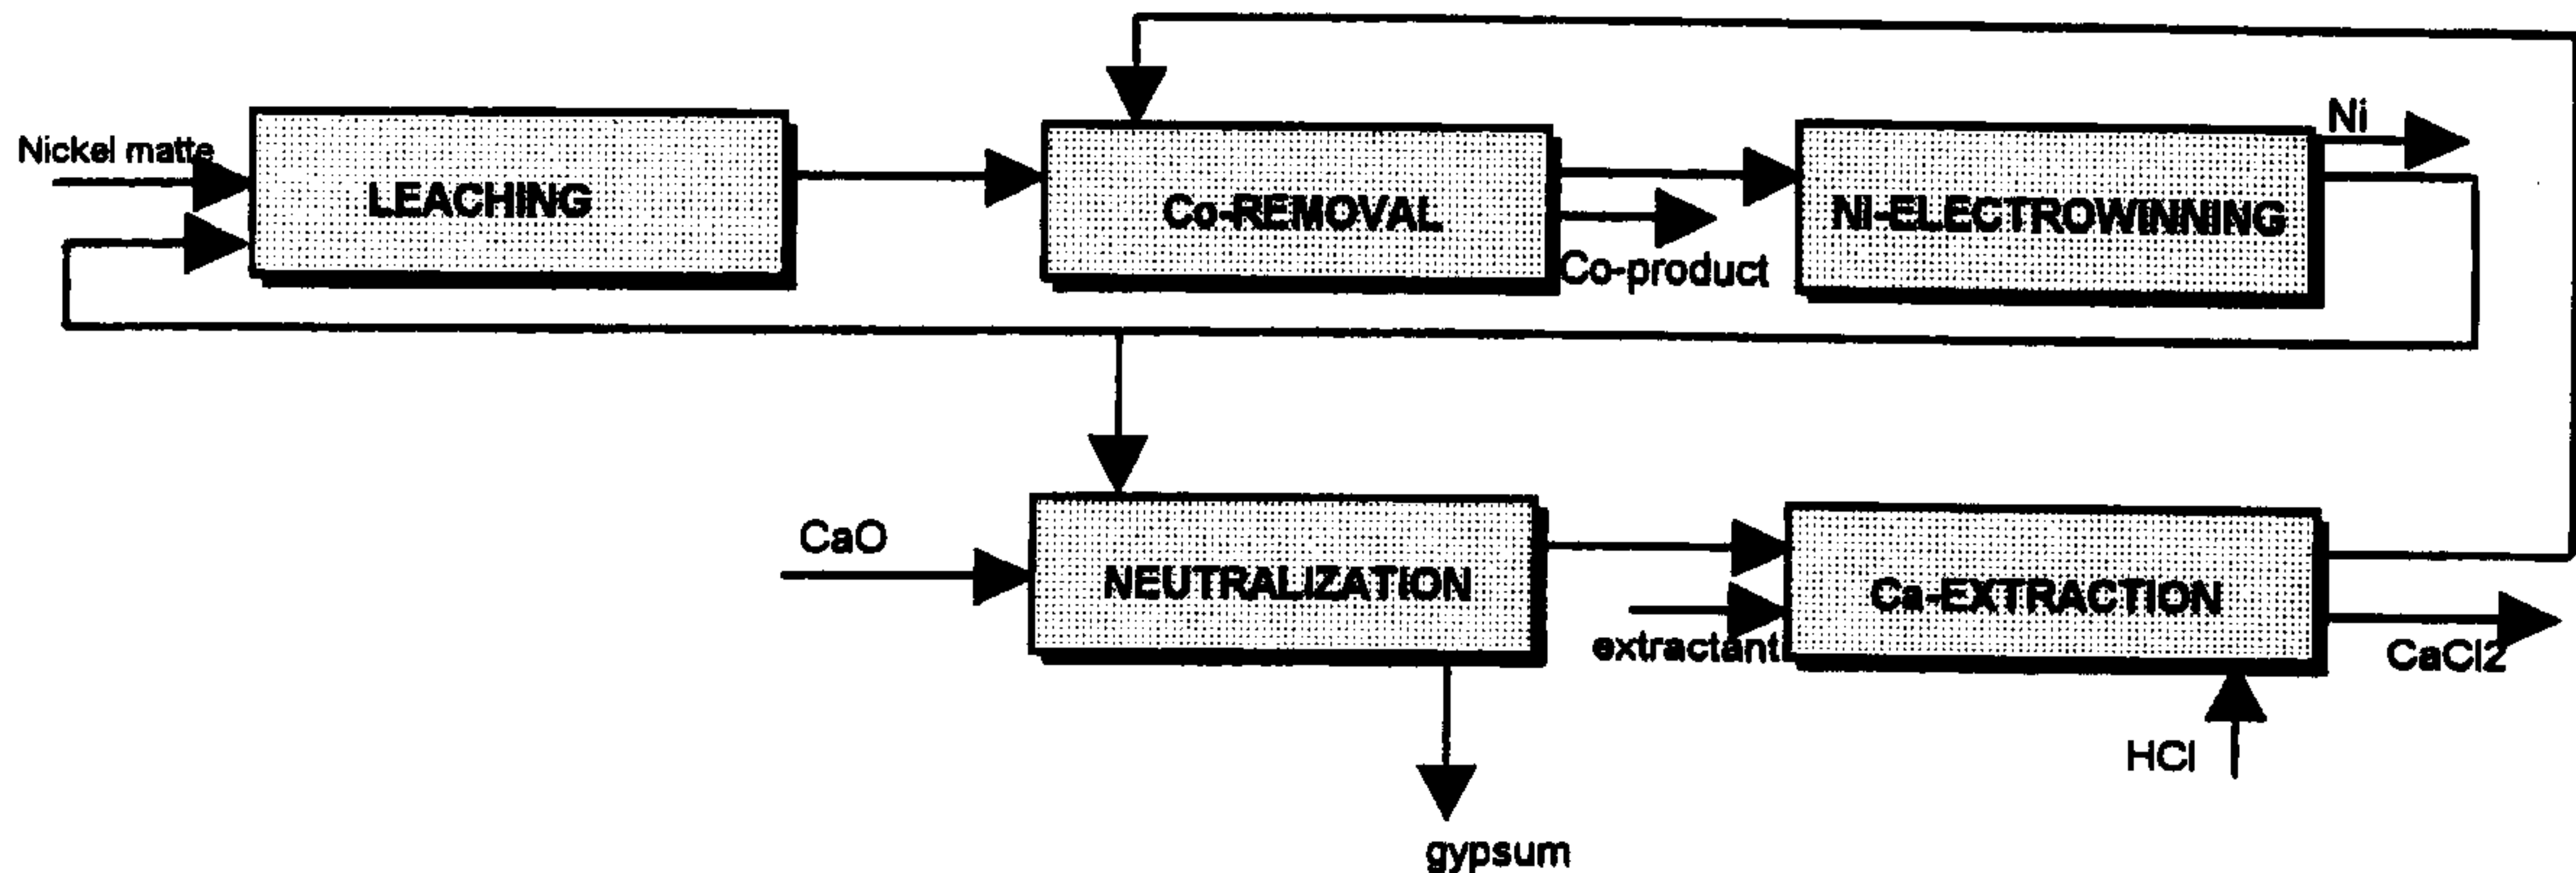 Nickel matte
LEACHING
Co-REMOVAL
Co-product
NI-ELECTROWINNING
Ni
CaO
NEUTRALIZATION
gypsum
extractant
Ca-EXTRACTION
CaCl2
HCl